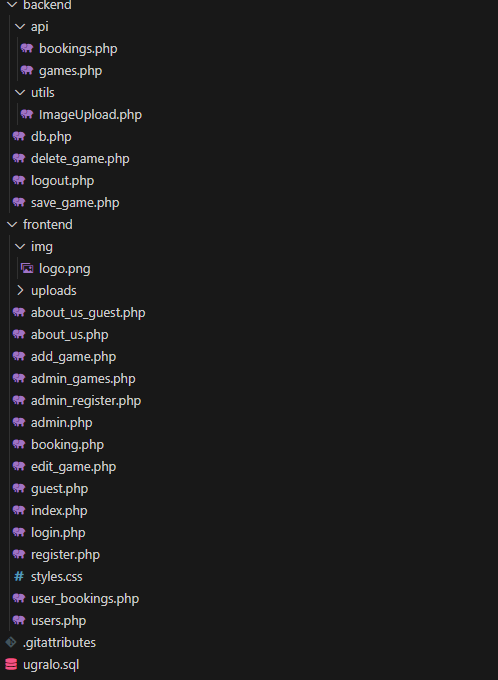 backend
api
bookings.php
games.php
utils
ImageUpload.php
db.php
delete_game.php
logout.php
save_game.php
frontend
img
logo.png
uploads
about_us_guest.php
about_us.php
add_game.php
admin_games.php
admin_register.php
admin.php
booking.php
edit_game.php
guest.php
index.php
login.php
register.php
# styles.css
user_bookings.php
users.php
.gitattributes
ugralo.sql